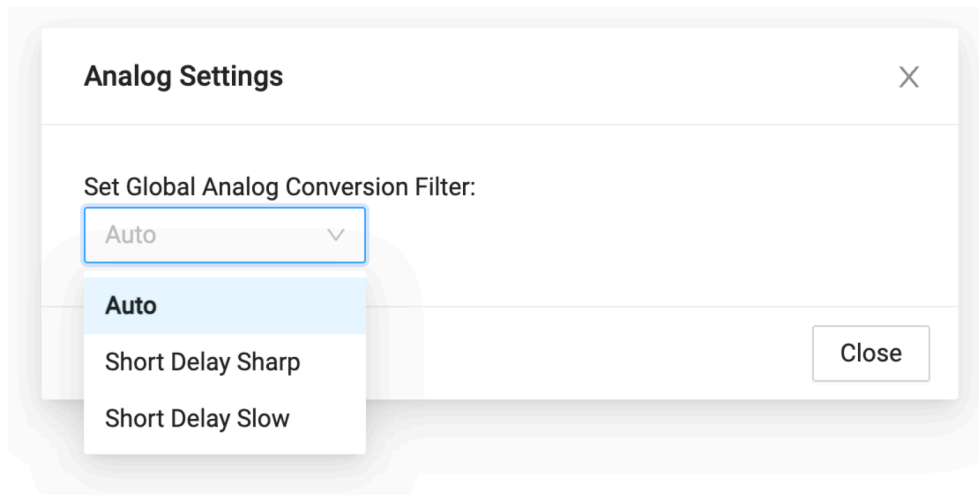 Analog Settings
Set Global Analog Conversion Filter:
Auto
Auto
Short Delay Sharp
Short Delay Slow
Close